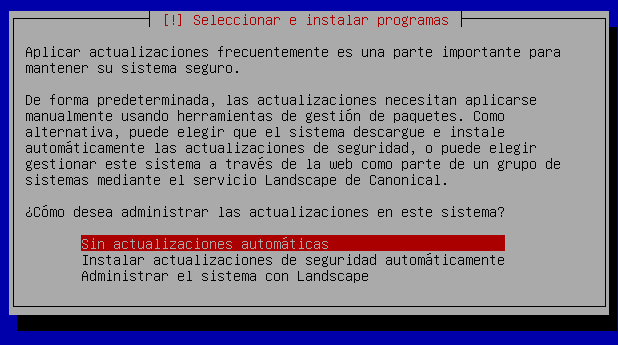 [!] Seleccionar e instalar programas
Aplicar actualizaciones frecuentemente es una parte importante para
mantener su sistema seguro.
De forma predeterminada, las actualizaciones necesitan aplicarse
manualmente usando herramientas de gestión de paquetes. Como
alternativa, puede elegir que el sistema descargue e instale
automáticamente las actualizaciones de seguridad, o puede elegir
gestionar este sistema a través de la web como parte de un grupo de
sistemas mediante el servicio Landscape de Canonical.
¿Cómo desea administrar las actualizaciones en este sistema?
Sin actualizaciones automáticas
Instalar actualizaciones de seguridad automáticamente
Administrar el sistema con Landscape